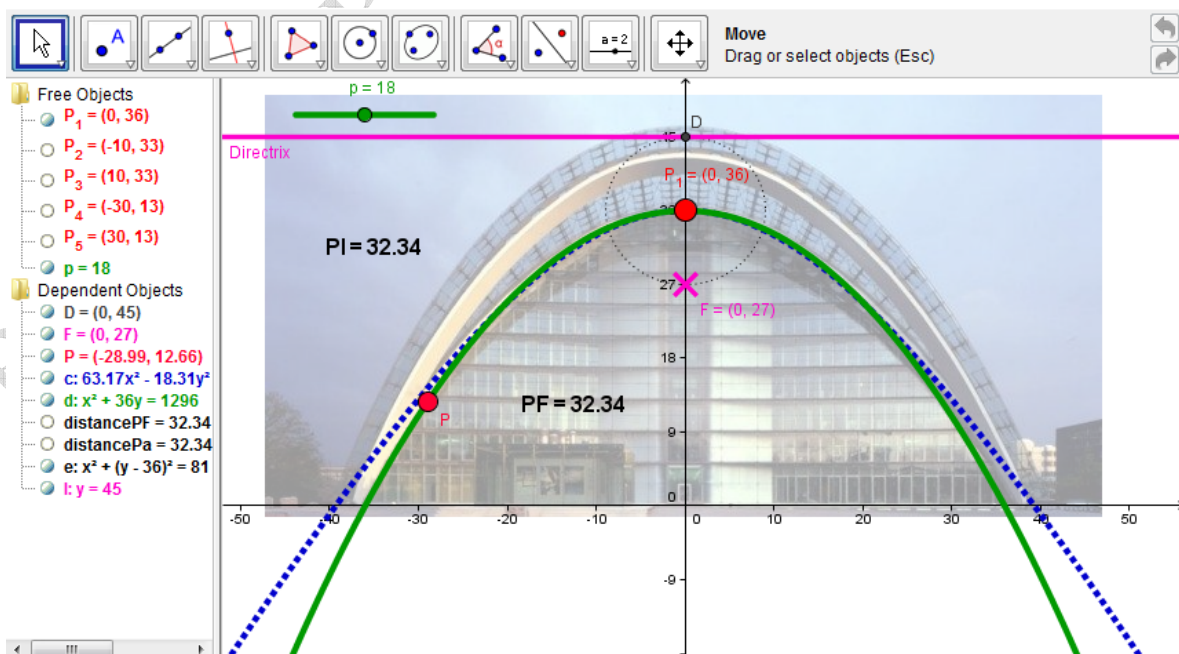 a = 2
Move
Drag or select objects (Esc)
Free Objects
P₁ = (0, 36)
P₂ = (-10, 33)
P₃ = (10, 33)
P₄ = (-30, 13)
P₅ = (30, 13)
p = 18
Dependent Objects
D = (0, 45)
F = (0, 27)
P = (-28.99, 12.66)
c: 63.17x² - 18.31y²
d: x² + 36y = 1296
distancePF = 32.34
distancePa = 32.34
e: x² + (y - 36)² = 81
l: y = 45
A
α
p = 18
D
45
Directrix
P₁ = (0, 36)
Pl = 32.34
27
F = (0, 27)
18
PF = 32.34
P
9
0
-50 -40 -30 -20 -10 0 10 20 30 40 50
-9